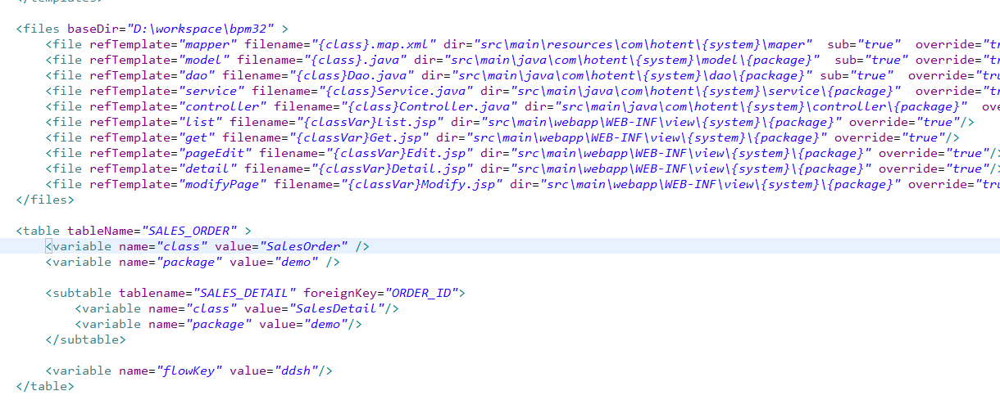 </templates>
<files baseDir="D:\workspace\bpm32" >
<file refTemplate="mapper" filename="{class}.map.xml" dir="src\main\resources\com\hotent\{system}\maper" sub="true" override="tr
<file refTemplate="model" filename="{class}.java" dir="src\main\java\com\hotent\{system}\model\{package}" sub="true" override="tr
<file refTemplate="dao" filename="{class}Dao.java" dir="src\main\java\com\hotent\{system}\dao\{package}" sub="true" override="tru
<file refTemplate="service" filename="{class}Service.java" dir="src\main\java\com\hotent\{system}\service\{package}" override="tr
<file refTemplate="controller" filename="{class}Controller.java" dir="src\main\java\com\hotent\{system}\controller\{package}" ove
<file refTemplate="list" filename="{classVar}List.jsp" dir="src\main\webapp\WEB-INF\view\{system}\{package}" override="true"/>
<file refTemplate="get" filename="{classVar}Get.jsp" dir="src\main\webapp\WEB-INF\view\{system}\{package}" override="true"/>
<file refTemplate="pageEdit" filename="{classVar}Edit.jsp" dir="src\main\webapp\WEB-INF\view\{system}\{package}" override="true"/
<file refTemplate="detail" filename="{classVar}Detail.jsp" dir="src\main\webapp\WEB-INF\view\{system}\{package}" override="true"/>
<file refTemplate="modifyPage" filename="{classVar}Modify.jsp" dir="src\main\webapp\WEB-INF\view\{system}\{package}" override="tru
</files>
<table tableName="SALES_ORDER" >
<variable name="class" value="SalesOrder" />
<variable name="package" value="demo" />
<subtable tablename="SALES_DETAIL" foreignKey="ORDER_ID">
<variable name="class" value="SalesDetail"/>
<variable name="package" value="demo"/>
</subtable>
<variable name="flowKey" value="ddsh"/>
</table>